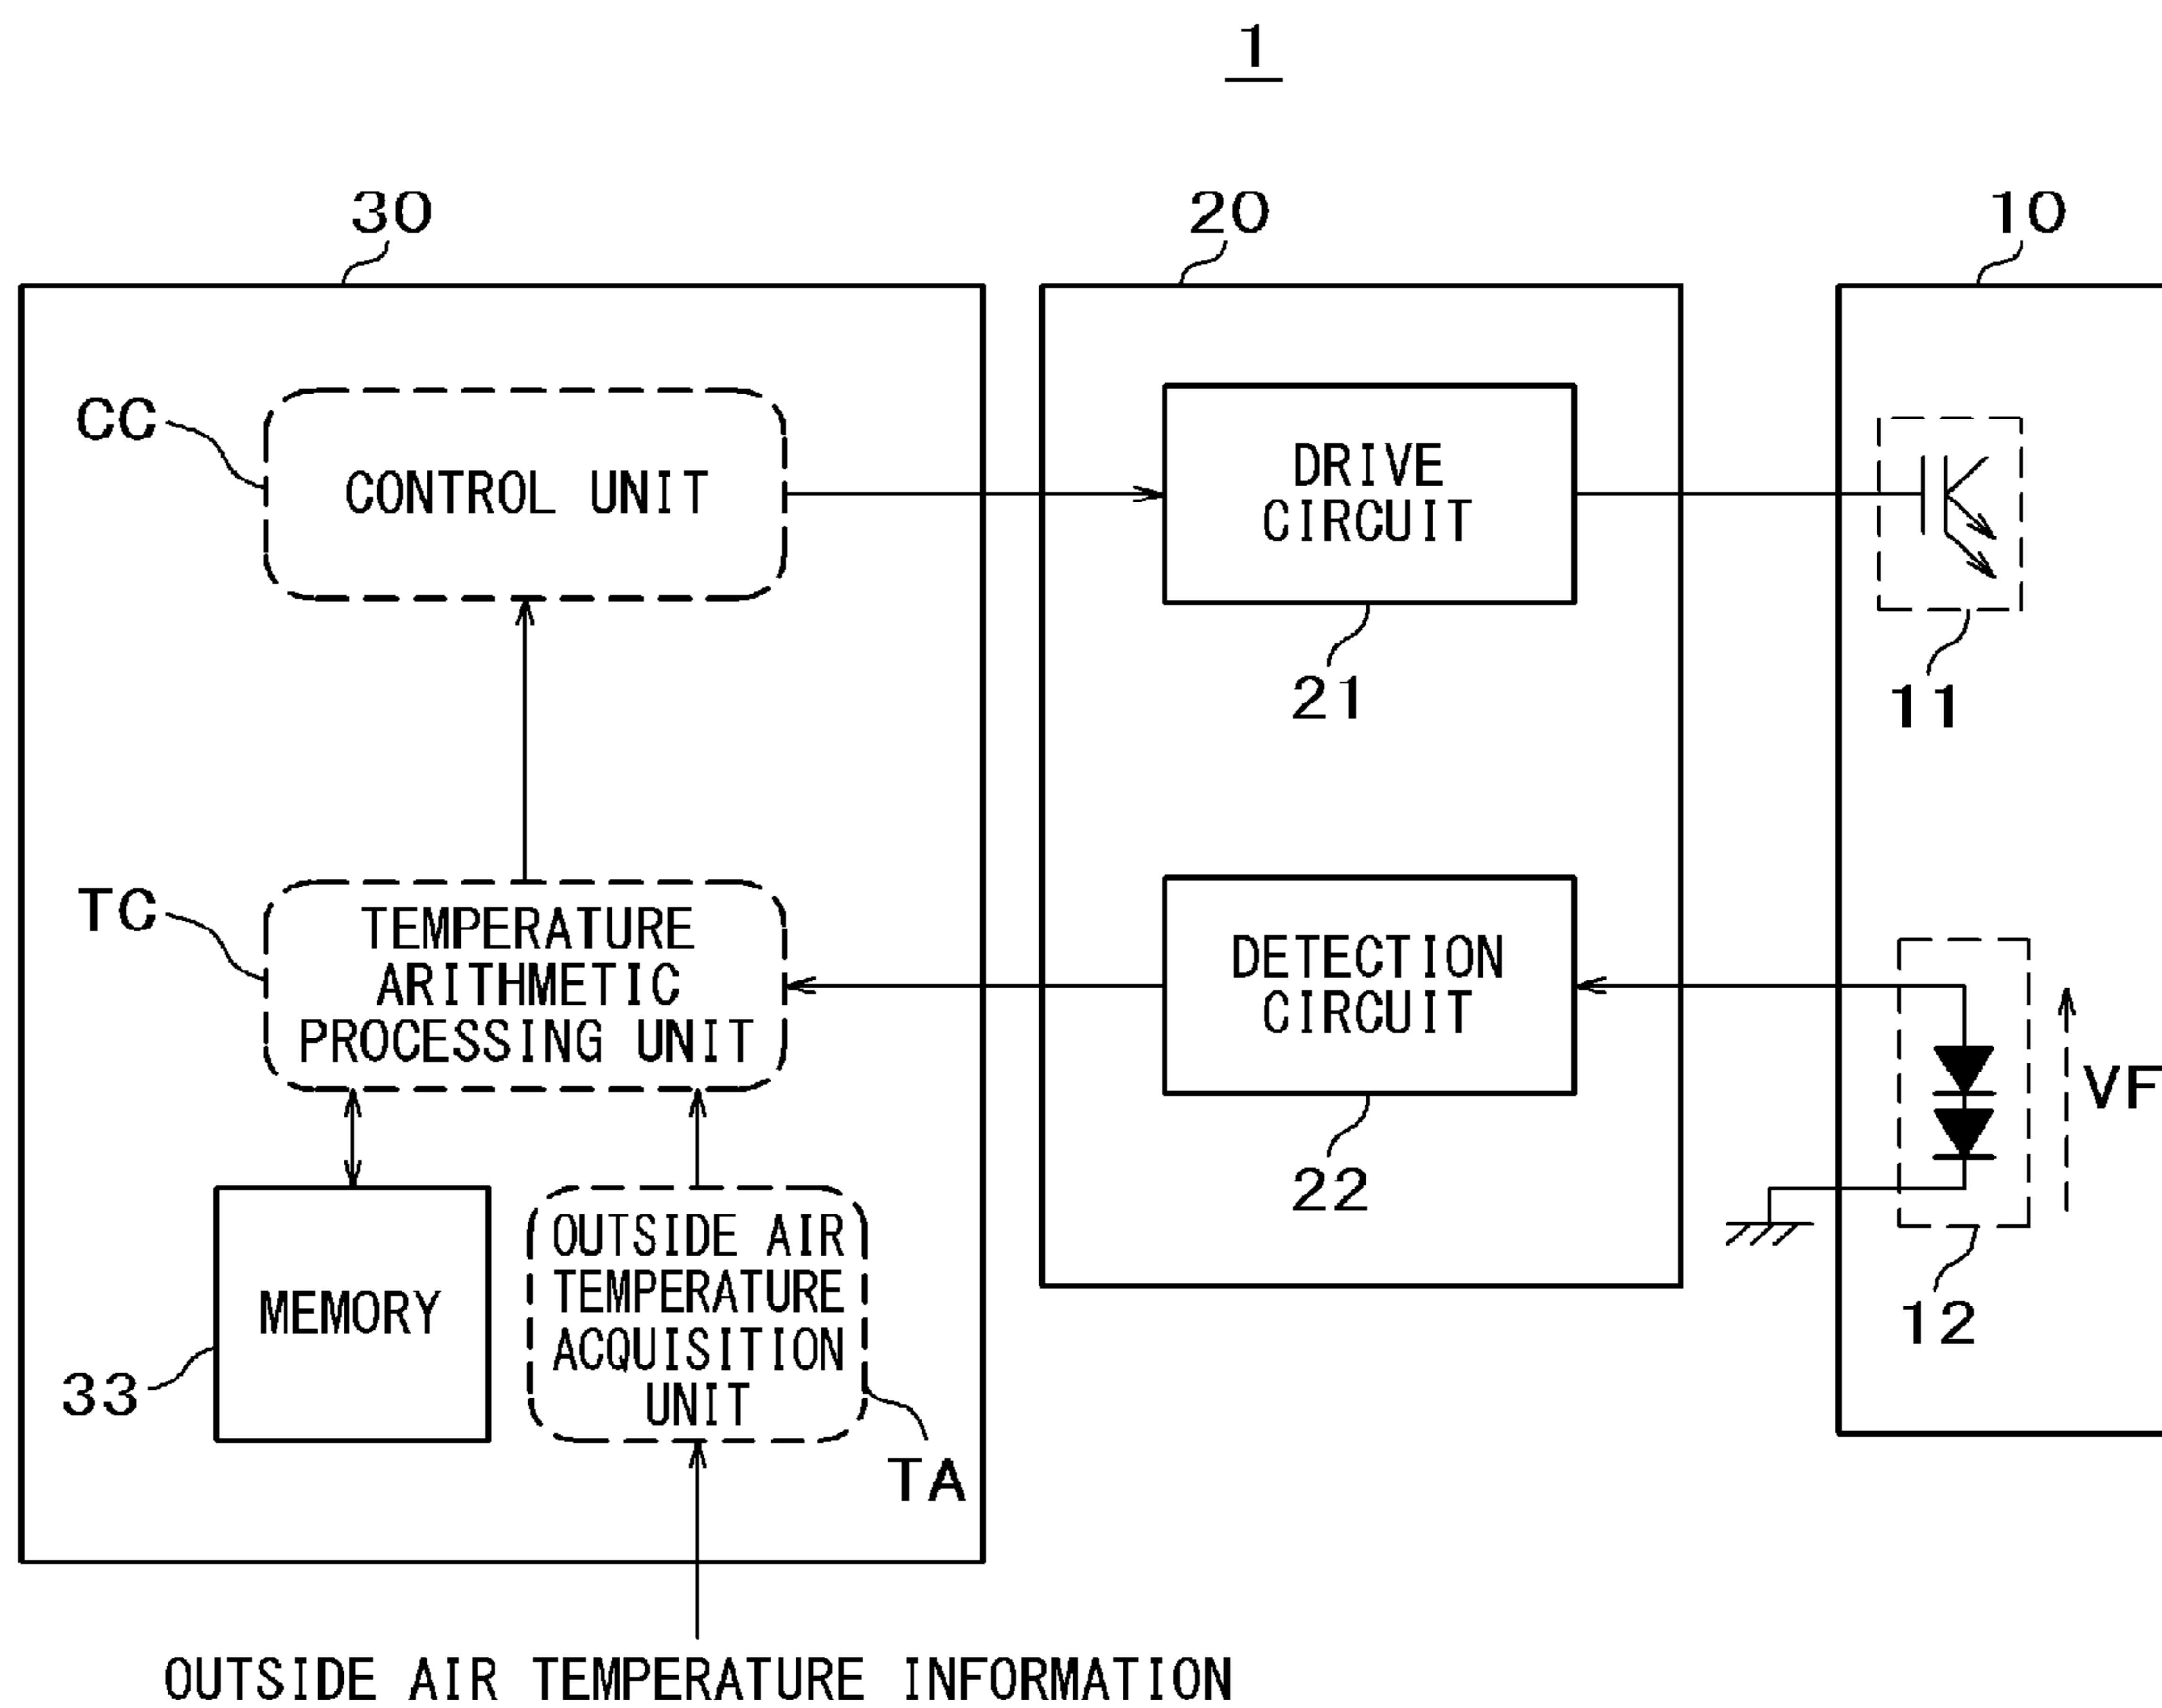 1
30
20
10
CC
CONTROL UNIT
DRIVE
CIRCUIT
21
11
TC
TEMPERATURE
ARITHMETIC
PROCESSING UNIT
DETECTION
CIRCUIT
22
VF
12
MEMORY
33
OUTSIDE AIR
TEMPERATURE
ACQUISITION
UNIT
TA
OUTSIDE AIR TEMPERATURE INFORMATION